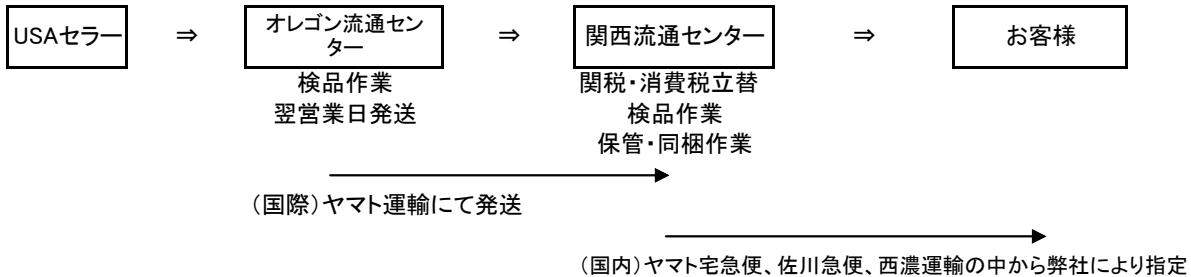 USAセラー ⇒ オレゴン流通セン
ター ⇒ 関西流通センター ⇒ お客様
検品作業 関税・消費税立替
翌営業日発送 検品作業
保管・同梱作業
（国際）ヤマト運輸にて発送
（国内）ヤマト宅急便、佐川急便、西濃運輸の中から弊社により指定